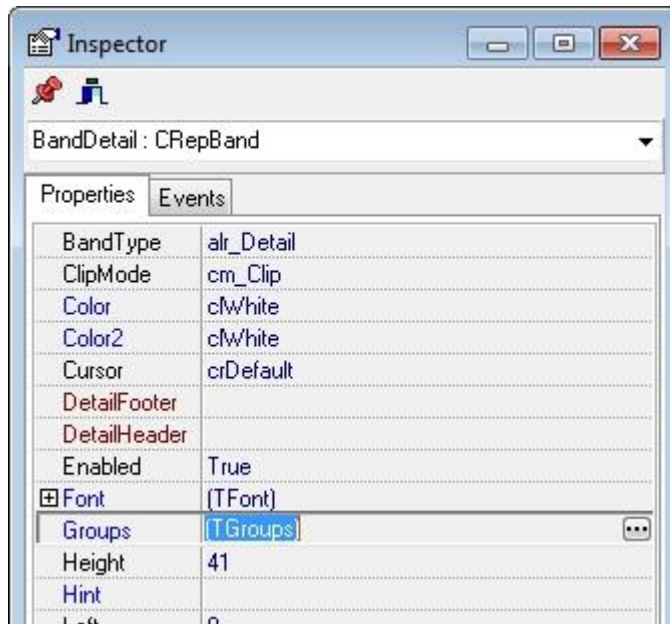 Inspector
BandDetail : CRepBand
Properties Events
BandType alr_Detail
ClipMode cm_Clip
Color clWhite
Color2 clWhite
Cursor crDefault
DetailFooter
DetailHeader
Enabled True
Font (TFont)
Groups (TGroups)
Height 41
Hint